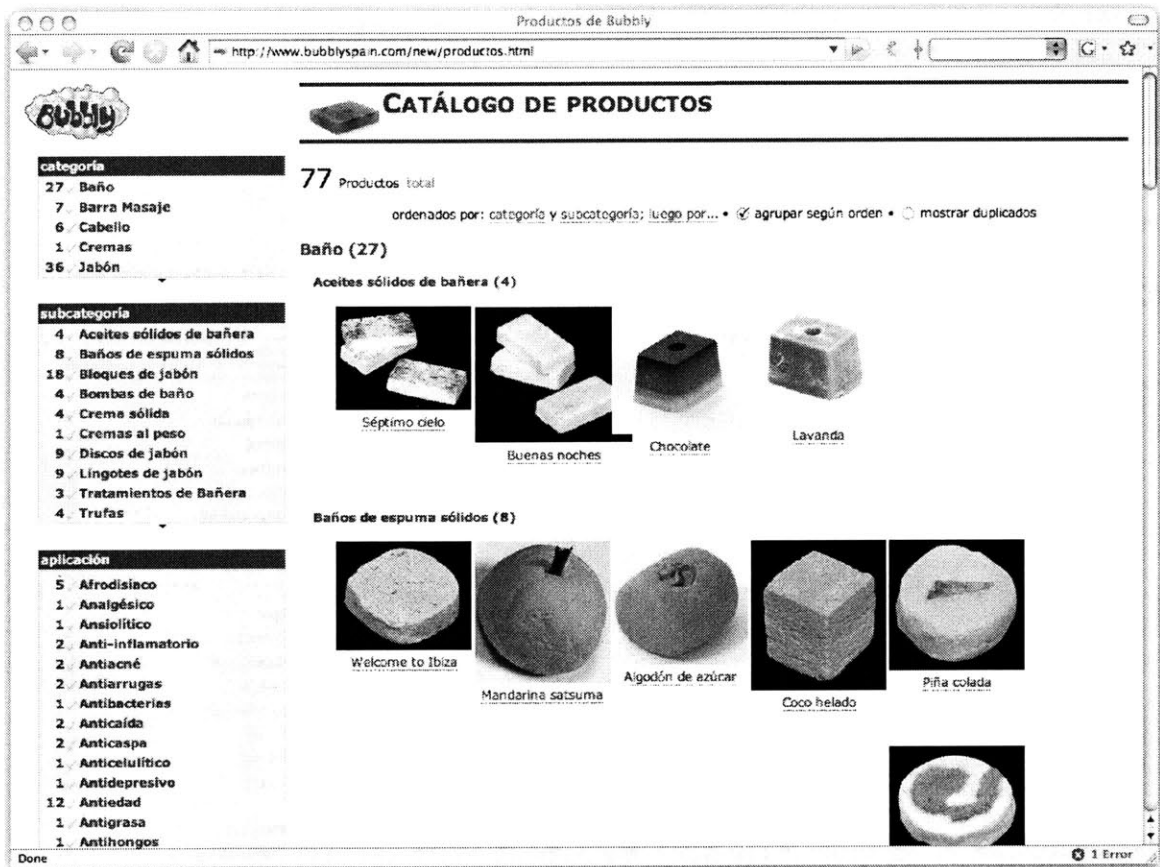 Productos de Bubbly
http://www.bubblyspain.com/new/productos.html
G
Bubbly
CATÁLOGO DE PRODUCTOS
categoría
27 Baño
7 Barra Masaje
6 Cabello
1 Cremas
36 Jabón
77 Productos total
ordenados por: categoría y subcategoría; luego por... • agrupar según orden • mostrar duplicados
Baño (27)
Aceites sólidos de bañera (4)
Séptimo cielo
Buenas noches
Chocolate
Lavanda
subcategoría
4 Aceites sólidos de bañera
8 Baños de espuma sólidos
18 Bloques de jabón
4 Bombas de baño
4 Crema sólida
1 Cremas al peso
9 Discos de jabón
9 Lingotes de jabón
3 Tratamientos de Bañera
4 Trufas
Baños de espuma sólidos (8)
Welcome to Ibiza
Mandarina satsuma
Algodón de azúcar
Coco helado
Piña colada
aplicación
5 Afrodisiaco
1 Analgésico
1 Ansiolítico
2 Anti-inflamatorio
2 Antiacné
2 Antiarrugas
1 Antibacterias
2 Anticaída
2 Anticaspa
1 Anticelulítico
1 Antidepresivo
12 Antiedad
1 Antigrasa
1 Antihongos
Done
1 Error